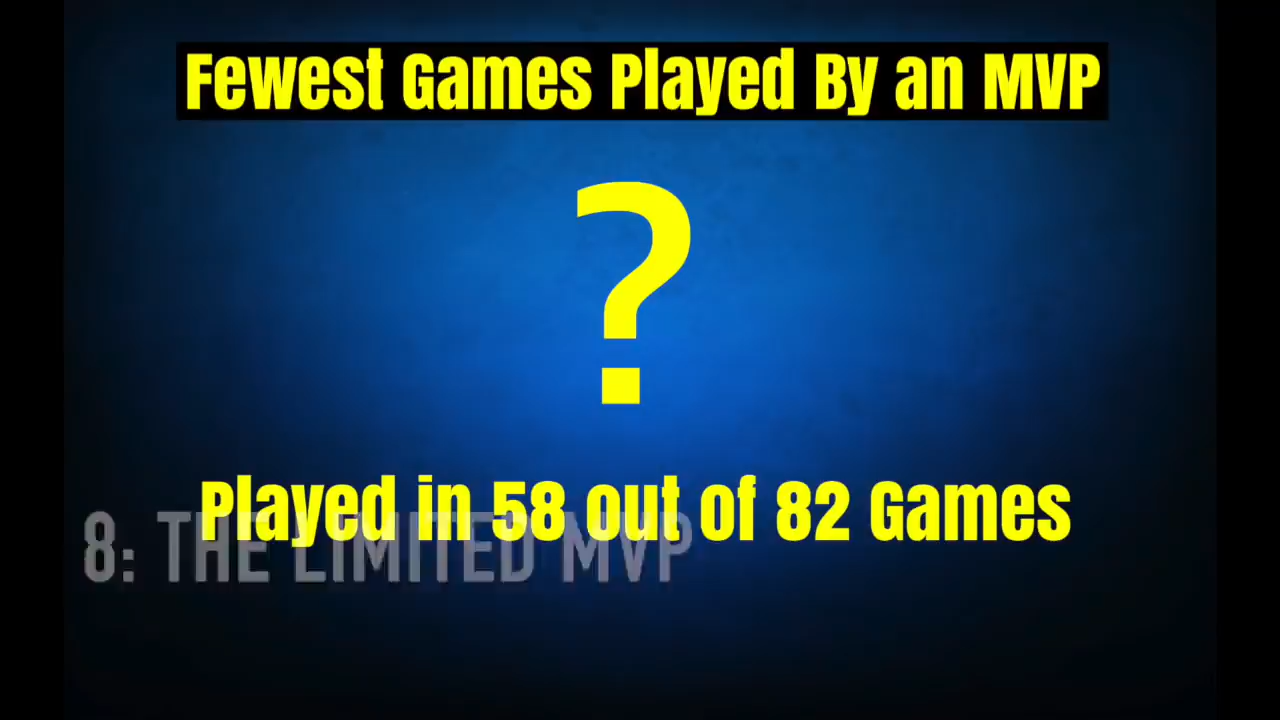 Fewest Games Played By an MVP
?
Played in 58 out of 82 Games
8: THE LIMITED MVP